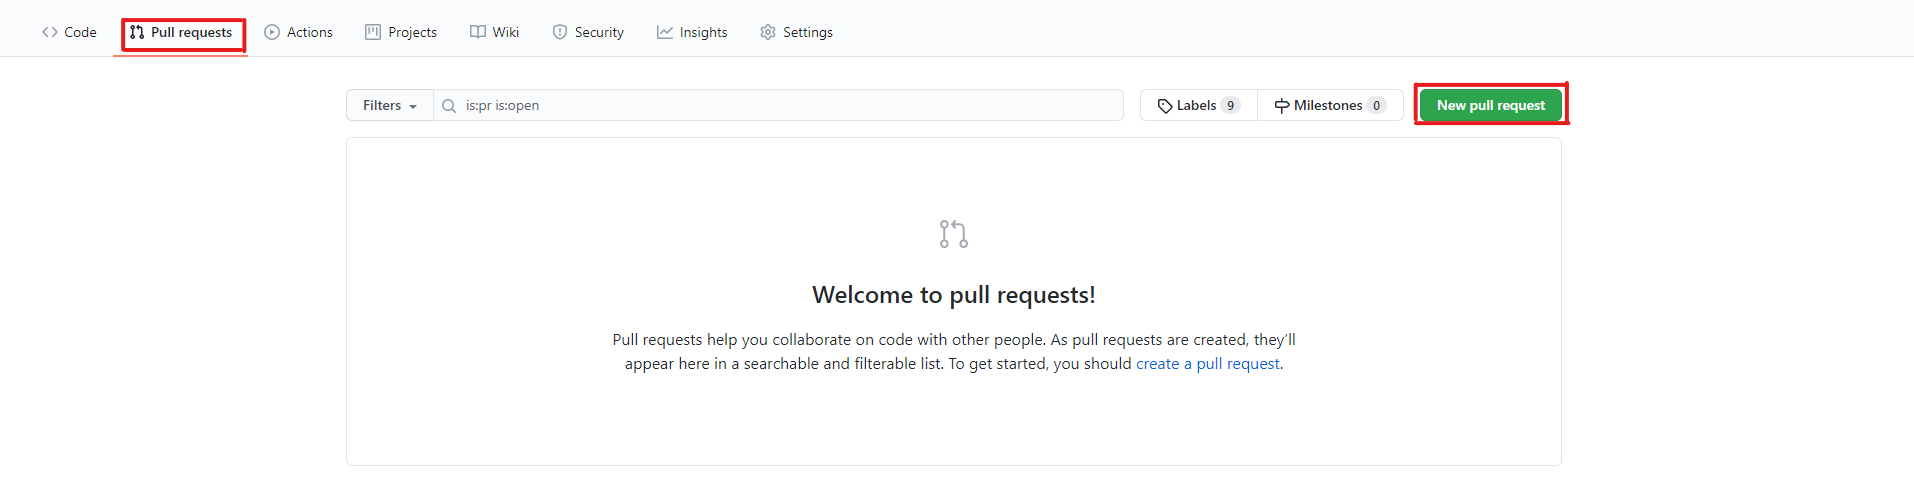 Code Pull requests Actions Projects Wiki Security Insights Settings
Filters is:pr is:open Labels 9 Milestones 0 New pull request
Welcome to pull requests!
Pull requests help you collaborate on code with other people. As pull requests are created, they’ll
appear here in a searchable and filterable list. To get started, you should create a pull request.